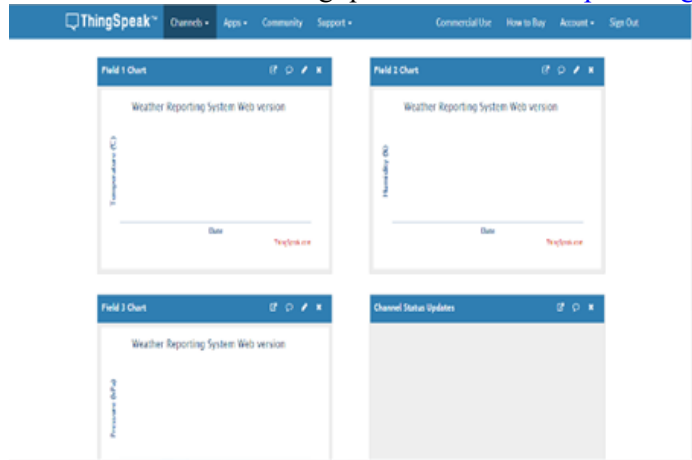 ThingSpeak™ Channels Apps Community Support Commercial Use How to Buy Account Sign Out
Field 1 Chart
Weather Reporting System Web version
Temperature (°C)
Date
ThingSpeak.com
Field 2 Chart
Weather Reporting System Web version
Humidity (%)
Date
ThingSpeak.com
Field 3 Chart
Weather Reporting System Web version
Pressure (hPa)
Channel Status Updates